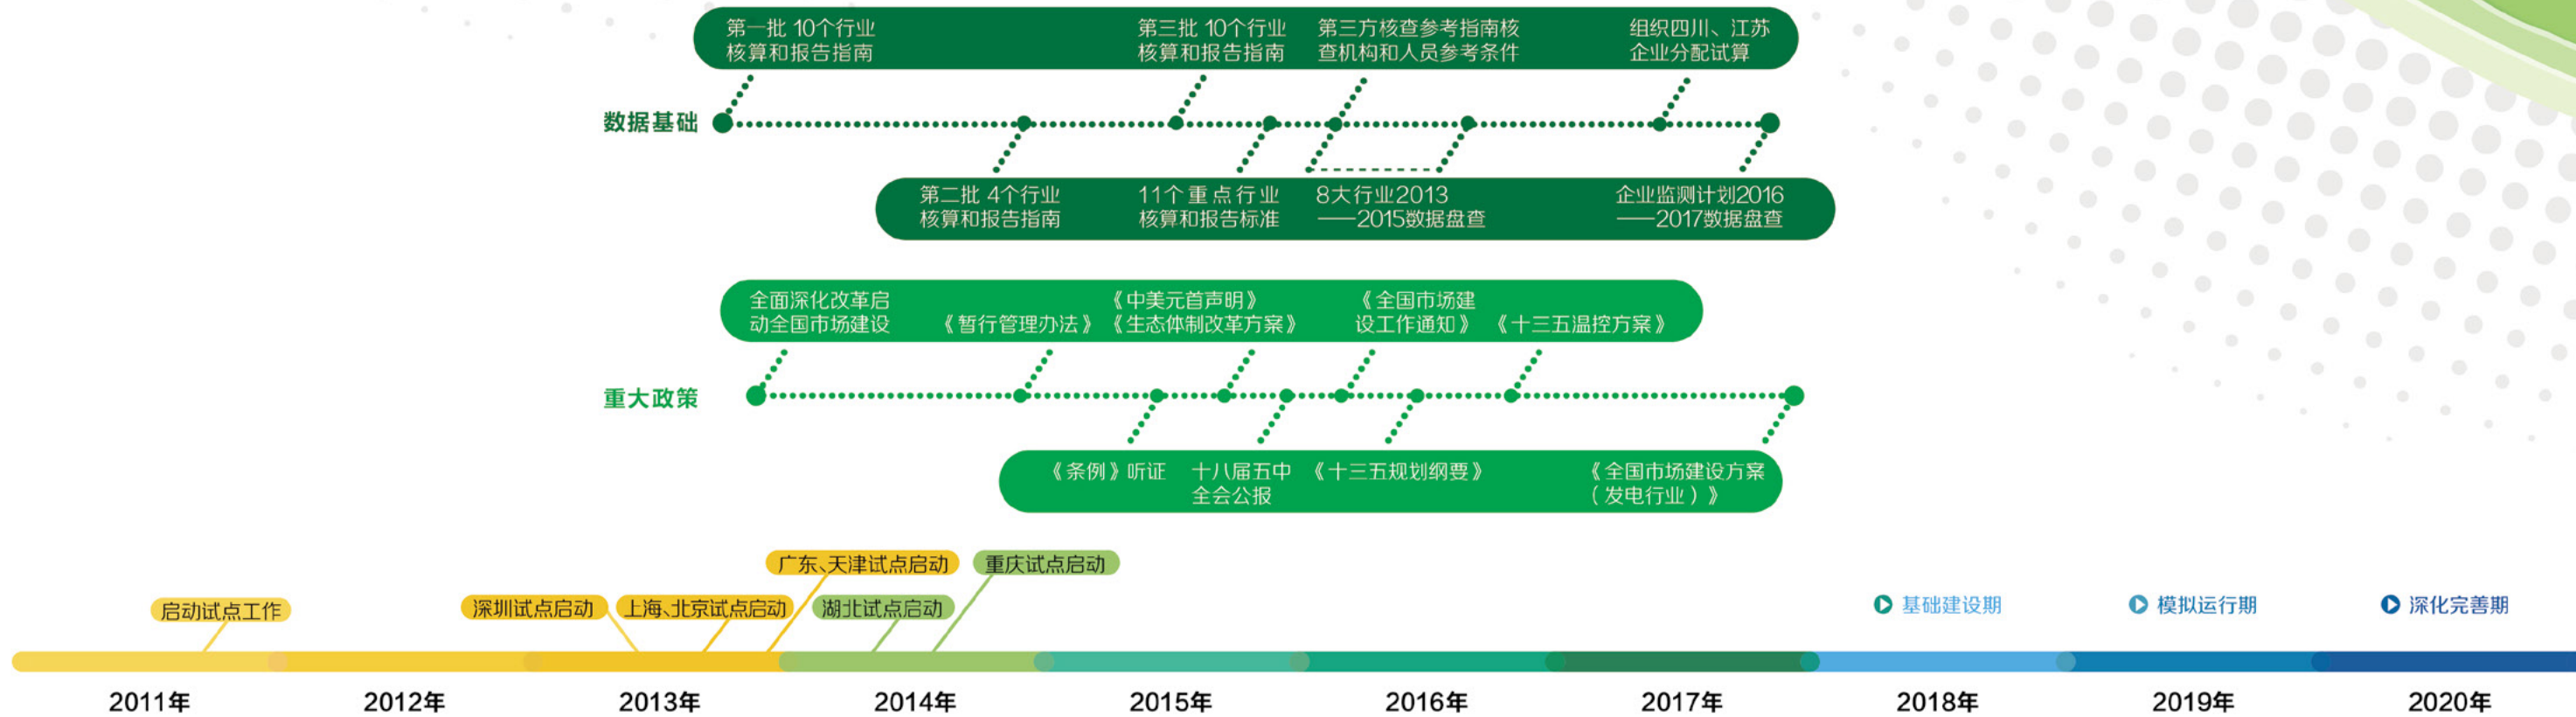 第一批 10个行业
核算和报告指南
第三批 10个行业
核算和报告指南
第三方核查参考指南核
查机构和人员参考条件
组织四川、江苏
企业分配试算
数据基础
第二批 4个行业
核算和报告指南
11个重点行业
核算和报告标准
8大行业2013
——2015数据盘查
企业监测计划2016
——2017数据盘查
全面深化改革启
动全国市场建设
《暂行管理办法》
《中美元首声明》
《生态体制改革方案》
《全国市场建
设工作通知》
《十三五温控方案》
重大政策
《条例》听证
十八届五中
全会公报
《十三五规划纲要》
《全国市场建设方案
（发电行业）》
广东、天津试点启动
重庆试点启动
启动试点工作
深圳试点启动
上海、北京试点启动
湖北试点启动
基础建设期
模拟运行期
深化完善期
2011年
2012年
2013年
2014年
2015年
2016年
2017年
2018年
2019年
2020年